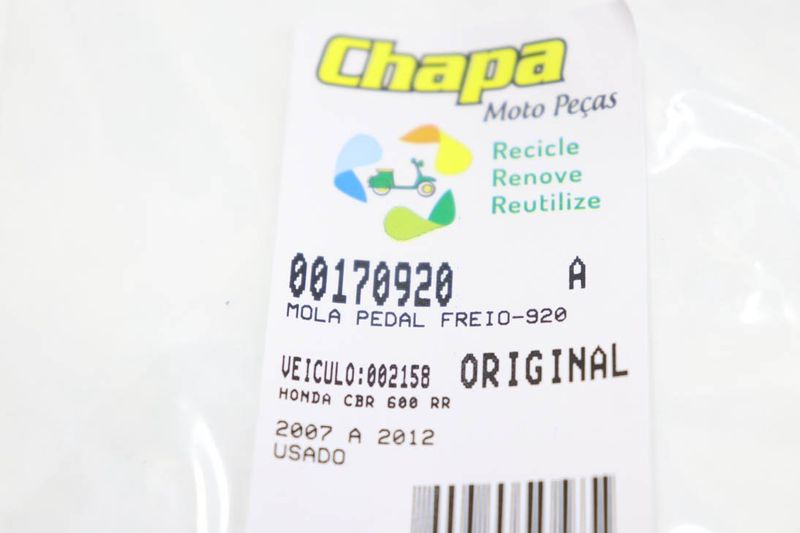 Chapa
Moto Peças
Recicle
Renove
Reutilize
00170920 A
MOLA PEDAL FREIO-920
VEICULO:002158 ORIGINAL
HONDA CBR 600 RR
2007 A 2012
USADO